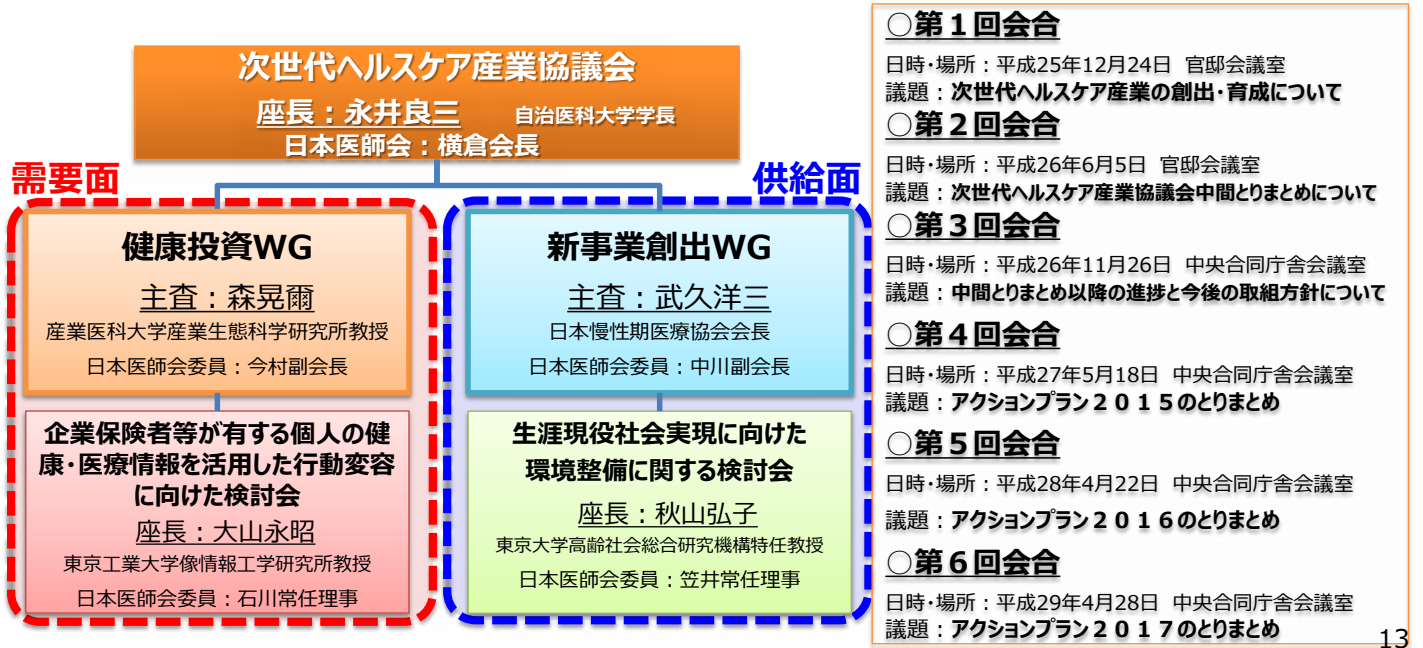 次世代ヘルスケア産業協議会
座長：永井良三 自治医科大学学長
日本医師会：横倉会長
需要面
健康投資WG
主査：森晃爾
産業医科大学産業生態科学研究所教授
日本医師会委員：今村副会長
企業保険者等が有する個人の健
康・医療情報を活用した行動変容
に向けた検討会
座長：大山永昭
東京工業大学像情報工学研究所教授
日本医師会委員：石川常任理事
供給面
新事業創出WG
主査：武久洋三
日本慢性期医療協会会長
日本医師会委員：中川副会長
生涯現役社会実現に向けた
環境整備に関する検討会
座長：秋山弘子
東京大学高齢社会総合研究機構特任教授
日本医師会委員：笠井常任理事
○第１回会合
日時・場所：平成25年12月24日 官邸会議室
議題：次世代ヘルスケア産業の創出・育成について
○第２回会合
日時・場所：平成26年6月5日 官邸会議室
議題：次世代ヘルスケア産業協議会中間とりまとめについて
○第３回会合
日時・場所：平成26年11月26日 中央合同庁舎会議室
議題：中間とりまとめ以降の進捗と今後の取組方針について
○第４回会合
日時・場所：平成27年5月18日 中央合同庁舎会議室
議題：アクションプラン２０１５のとりまとめ
○第５回会合
日時・場所：平成28年4月22日 中央合同庁舎会議室
議題：アクションプラン２０１６のとりまとめ
○第６回会合
日時・場所：平成29年4月28日 中央合同庁舎会議室
議題：アクションプラン２０１７のとりまとめ
13